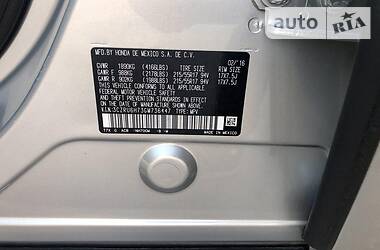 auto RIA
MFD. BY HONDA DE MEXICO S.A. DE C.V.
02/'16
GVWR 1890KG (4166LBS) TIRE SIZE RIM SIZE
GAWR F 988KG (2178LBS) 215/55R17 94V 17X7.5J
GAWR R 902KG (1988LBS) 215/55R17 94V 17X7.5J
THIS VEHICLE CONFORMS TO ALL APPLICABLE
FEDERAL MOTOR VEHICLE SAFETY
STANDARDS IN EFFECT ON THE DATE
OF MANUFACTURE SHOWN ABOVE.
TYPE: MPV
MADE IN MEXICO